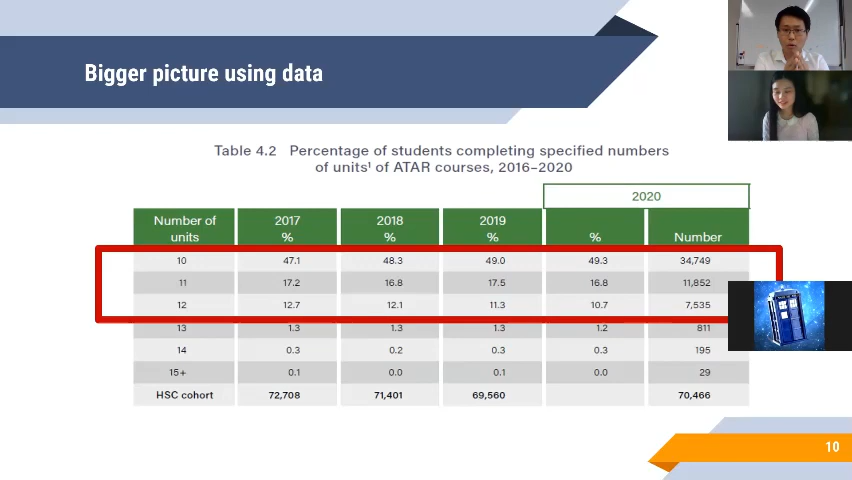 Bigger picture using data
Table 4.2 Percentage of students completing specified numbers
of units¹ of ATAR courses, 2016–2020
2020
Number of units 2017 % 2018 % 2019 % % Number
10 47.1 48.3 49.0 49.3 34,749
11 17.2 16.8 17.5 16.8 11,852
12 12.7 12.1 11.3 10.7 7,535
13 1.3 1.3 1.3 1.2 811
14 0.3 0.2 0.3 0.3 195
15+ 0.1 0.0 0.1 0.0 29
HSC cohort 72,708 71,401 69,560 70,466
10